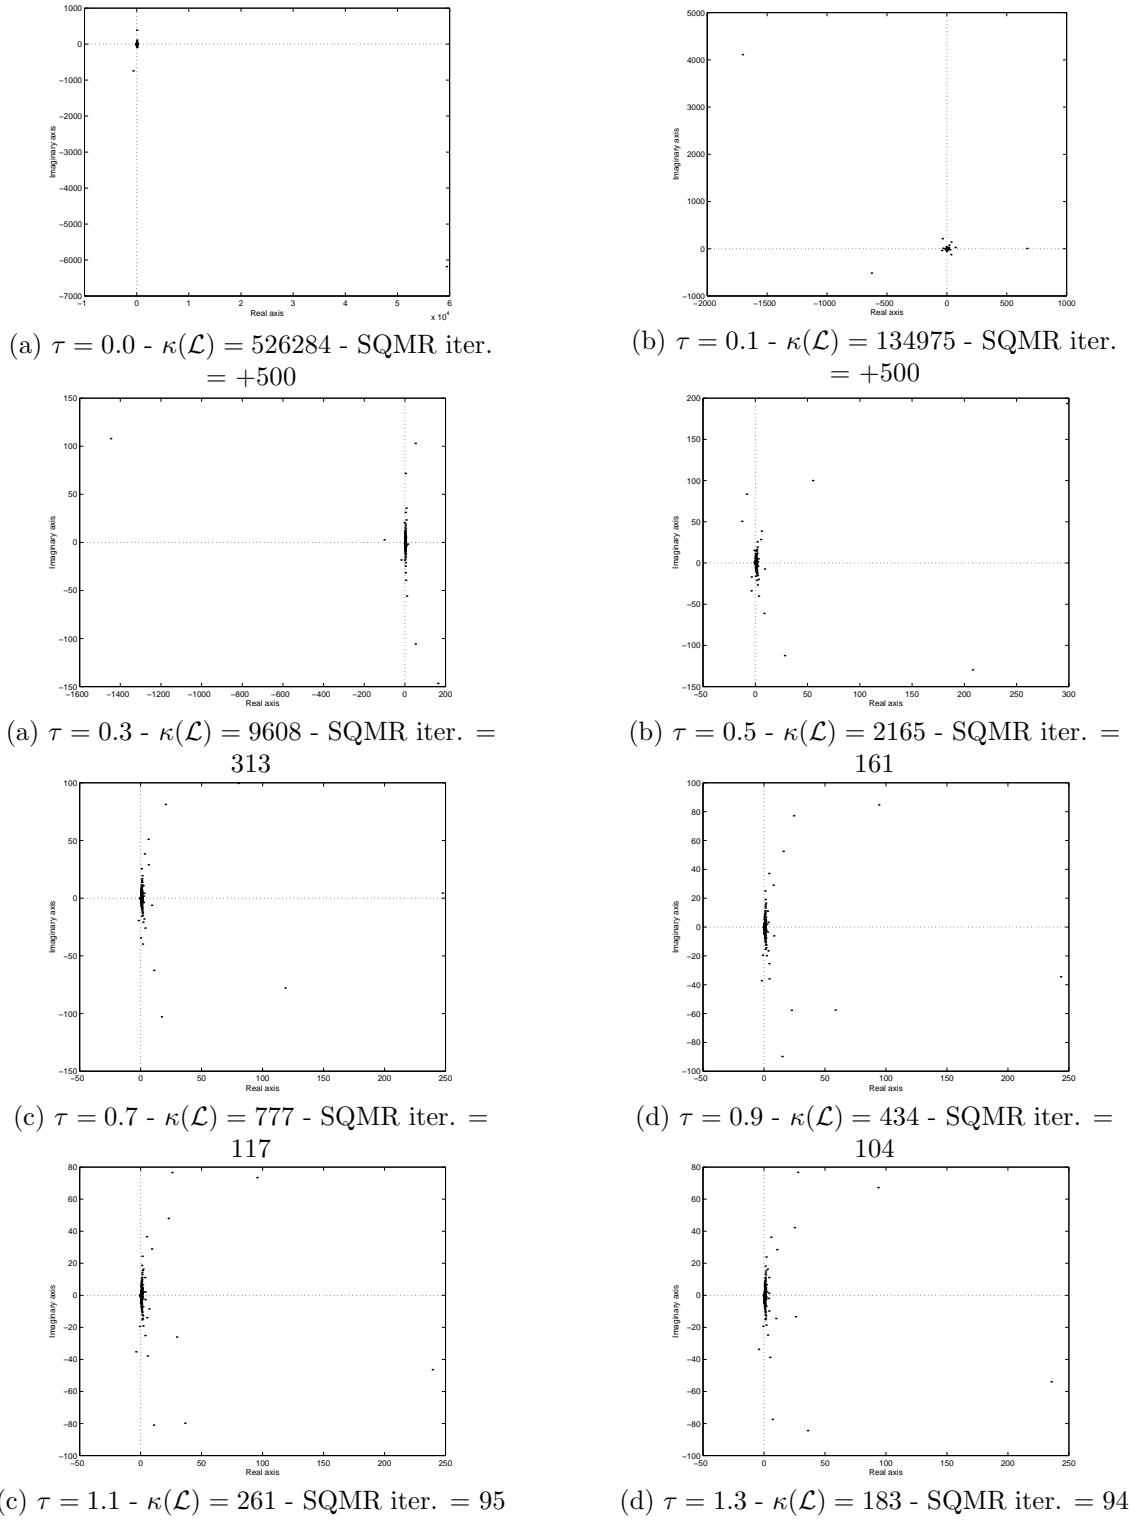 1000
0
−1000
−2000
−3000
−4000
−5000
−6000
−7000
−1 0 1 2 3 4 5 6
x 10⁴
Real axis
Imaginary axis
(a) τ = 0.0 - κ(ℒ) = 526284 - SQMR iter.
= +500
5000
4000
3000
2000
1000
0
−1000
−2000 −1500 −1000 −500 0 500 1000
Real axis
Imaginary axis
(b) τ = 0.1 - κ(ℒ) = 134975 - SQMR iter.
= +500
150
100
50
0
−50
−100
−150
−1600 −1400 −1200 −1000 −800 −600 −400 −200 0 200
Real axis
Imaginary axis
(a) τ = 0.3 - κ(ℒ) = 9608 - SQMR iter. =
313
200
150
100
50
0
−50
−100
−150
−50 0 50 100 150 200 250 300
Real axis
Imaginary axis
(b) τ = 0.5 - κ(ℒ) = 2165 - SQMR iter. =
161
100
50
0
−50
−100
−150
−50 0 50 100 150 200 250
Real axis
Imaginary axis
(c) τ = 0.7 - κ(ℒ) = 777 - SQMR iter. =
117
100
80
60
40
20
0
−20
−40
−60
−80
−100
−50 0 50 100 150 200 250
Real axis
Imaginary axis
(d) τ = 0.9 - κ(ℒ) = 434 - SQMR iter. =
104
80
60
40
20
0
−20
−40
−60
−80
−100
−50 0 50 100 150 200 250
Real axis
Imaginary axis
c) τ = 1.1 - κ(ℒ) = 261 - SQMR iter. = 95
80
60
40
20
0
−20
−40
−60
−80
−100
−50 0 50 100 150 200 250
Real axis
Imaginary axis
(d) τ = 1.3 - κ(ℒ) = 183 - SQMR iter. = 94